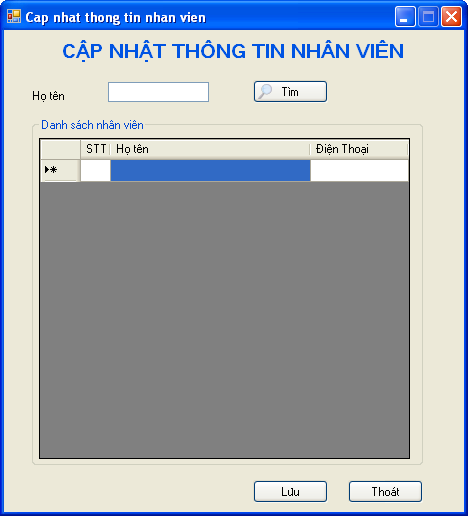 Cap nhat thong tin nhan vien
CẬP NHẬT THÔNG TIN NHÂN VIÊN
Họ tên
Tìm
Danh sách nhân viên
STT Họ tên Điện Thoại
Lưu Thoát